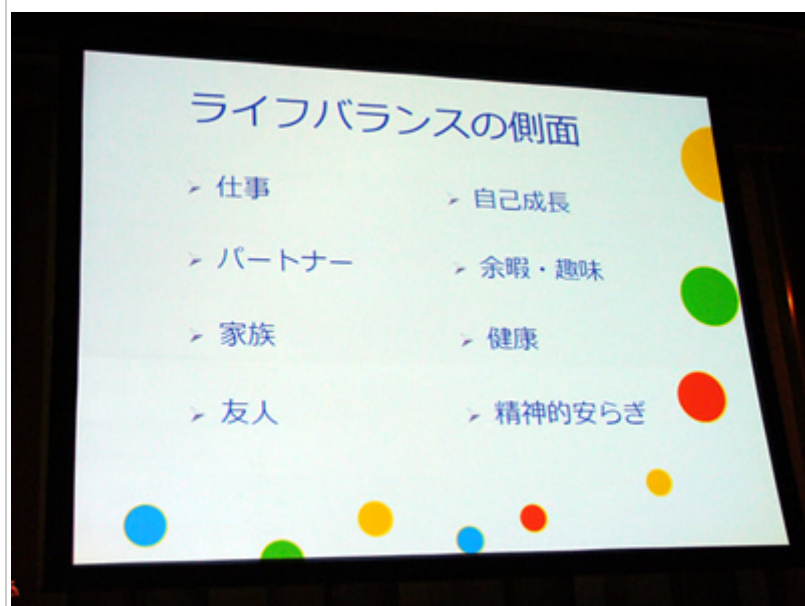 ライフバランスの側面
➢ 仕事
➢ パートナー
➢ 家族
➢ 友人
➢ 自己成長
➢ 余暇・趣味
➢ 健康
➢ 精神的安らぎ